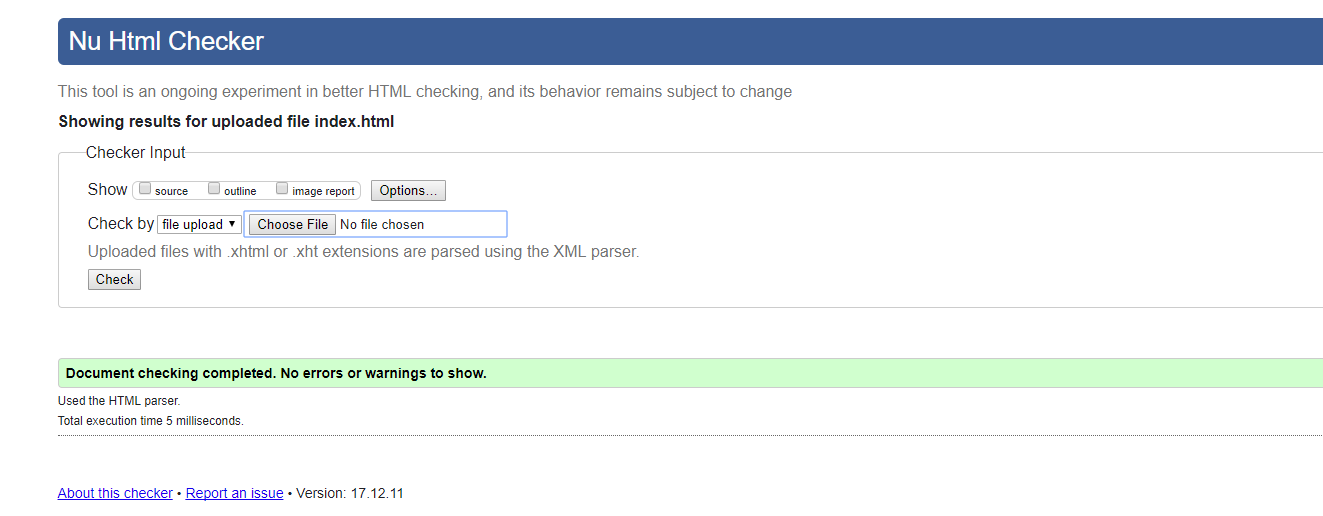 Nu Html Checker
This tool is an ongoing experiment in better HTML checking, and its behavior remains subject to change
Showing results for uploaded file index.html
Checker Input
Show source outline image report Options...
Check by file upload Choose File No file chosen
Uploaded files with .xhtml or .xht extensions are parsed using the XML parser.
Check
Document checking completed. No errors or warnings to show.
Used the HTML parser.
Total execution time 5 milliseconds.
About this checker • Report an issue • Version: 17.12.11